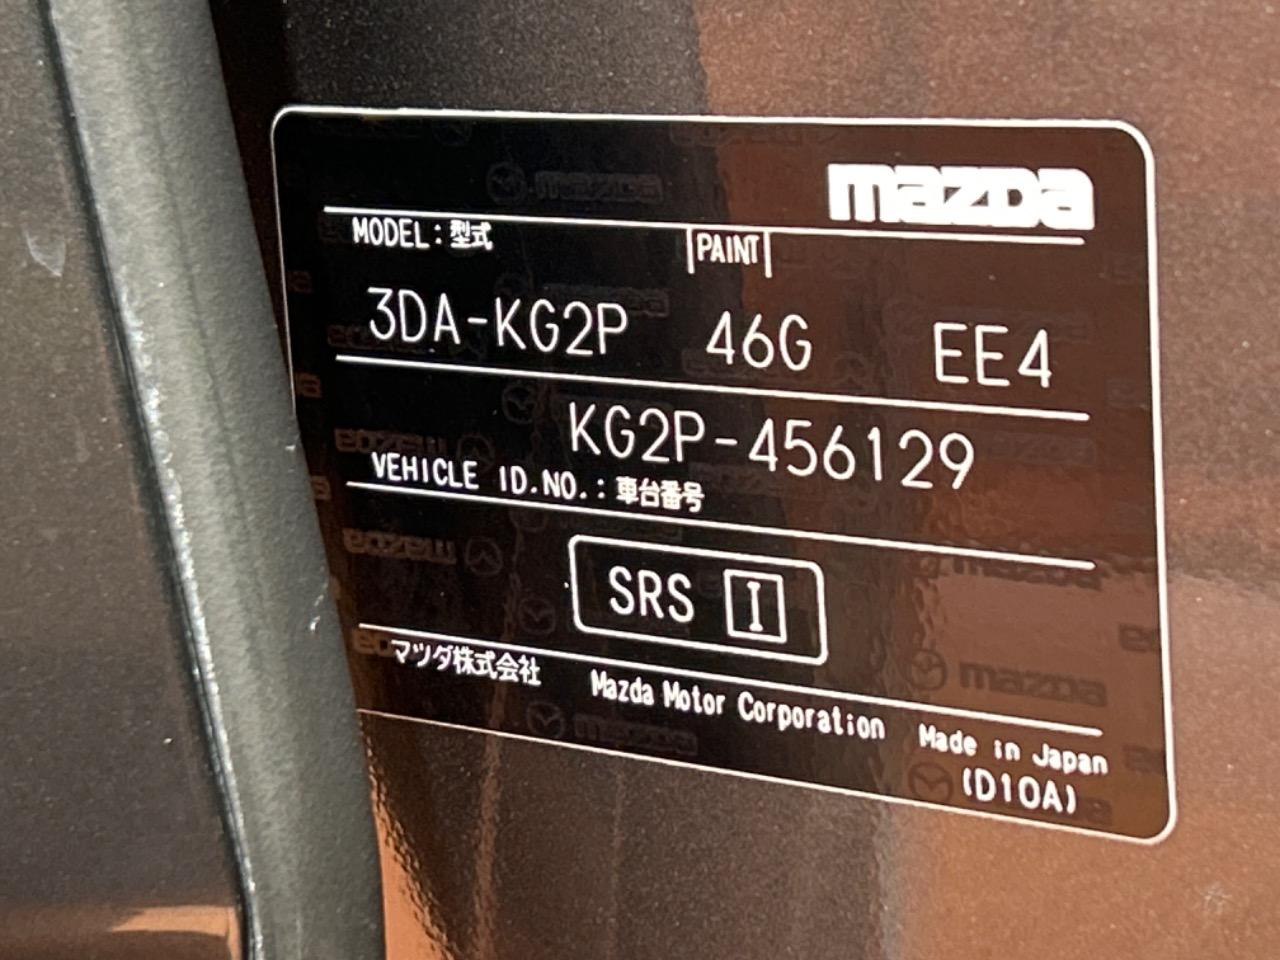 mazda
MODEL:型式 PAINT
3DA-KG2P 46G EE4
KG2P-456129
VEHICLE ID.NO.:車台番号
SRS I
マツダ株式会社 Mazda Motor Corporation Made in Japan
(D10A)